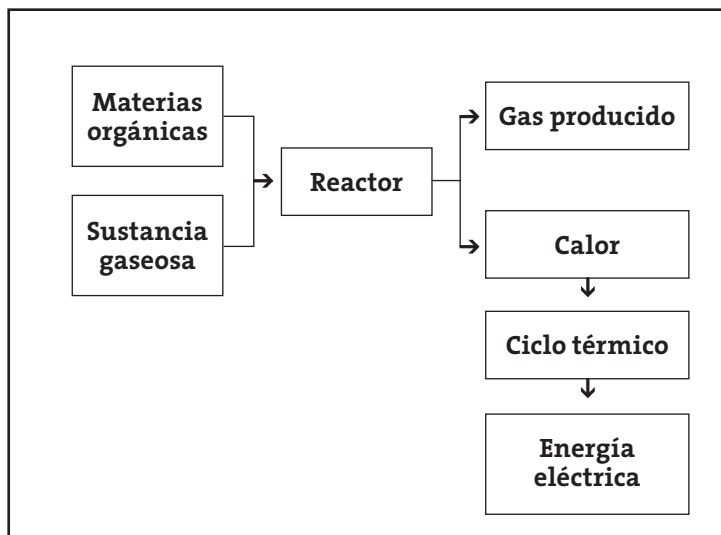 Materias
orgánicas
Sustancia
gaseosa
Reactor
Gas producido
Calor
Ciclo térmico
Energía
eléctrica